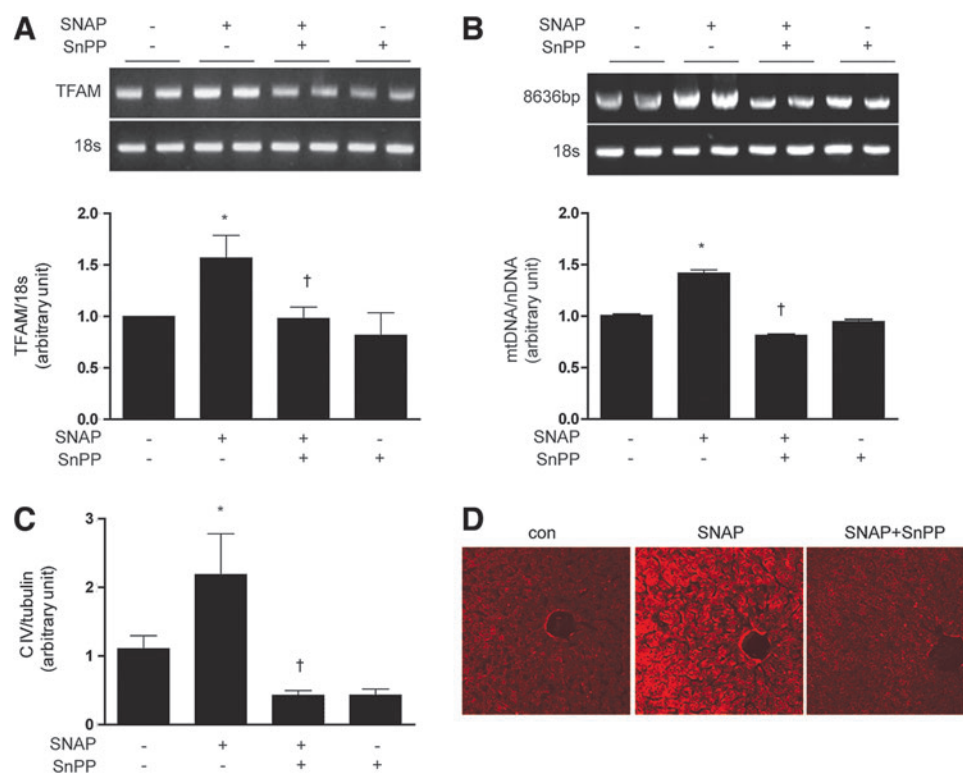 A
SNAP - + + -
SnPP - - + +
TFAM
18s
2.0
1.5
1.0
0.5
0.0
TFAM/18s
(arbitrary unit)
*
†
SNAP - + + -
SnPP - - + +
B
SNAP - + + -
SnPP - - + +
8636bp
18s
2.0
1.5
1.0
0.5
0.0
mtDNA/nDNA
(arbitrary unit)
*
†
SNAP - + + -
SnPP - - + +
C
3
2
1
0
CIV/tubulin
(arbitrary unit)
*
†
SNAP - + + -
SnPP - - + +
D
con SNAP SNAP+SnPP